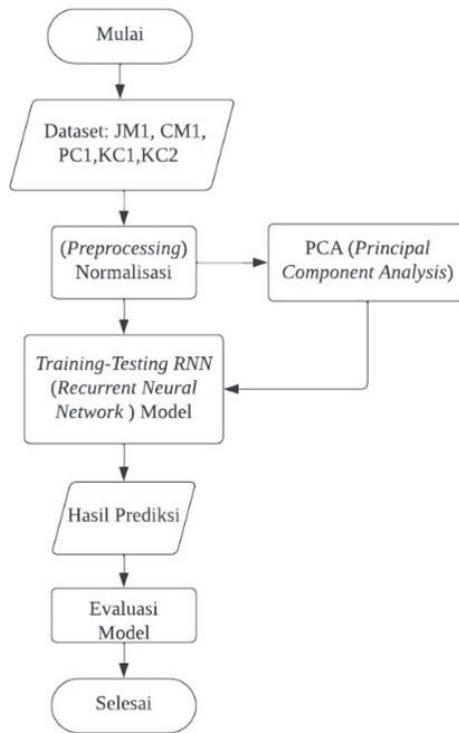 Mulai
Dataset: JM1, CM1,
PC1,KC1,KC2
(Preprocessing)
Normalisasi
PCA (Principal
Component Analysis)
Training-Testing RNN
(Recurrent Neural
Network ) Model
Hasil Prediksi
Evaluasi
Model
Selesai